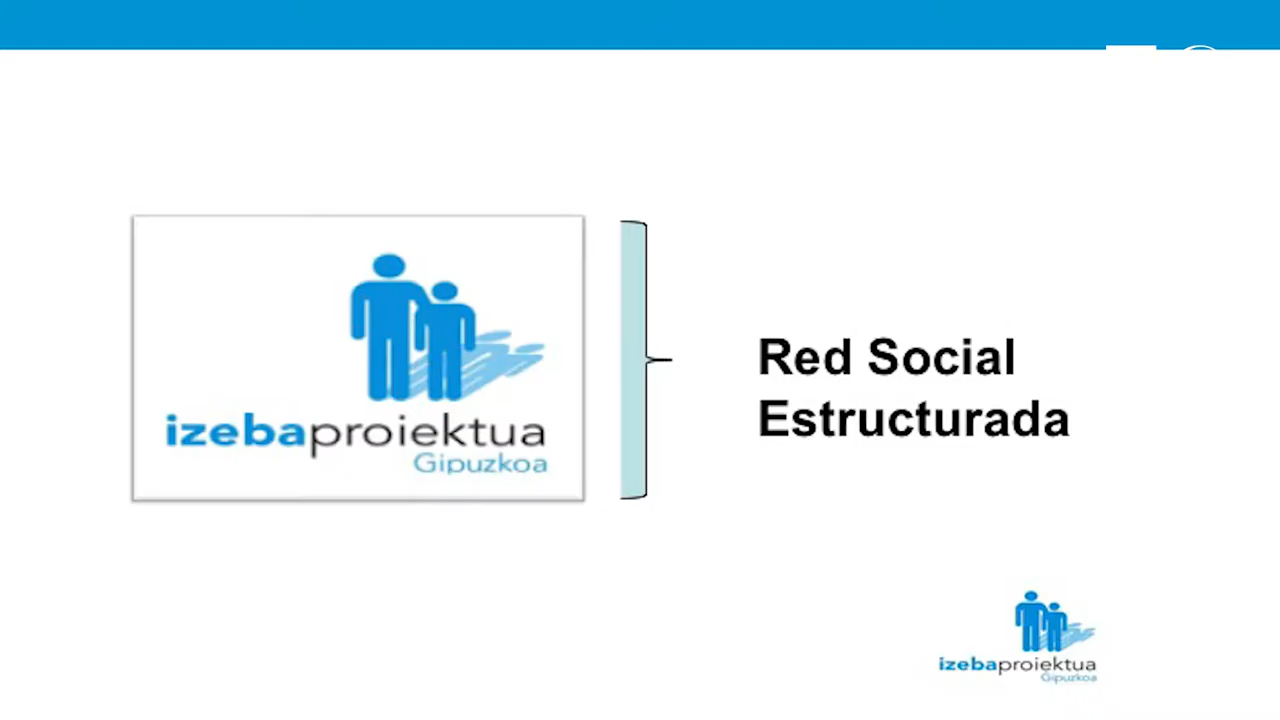 izebaproiektua
Gipuzkoa
Red Social
Estructurada
izebaproiektua
Gipuzkoa